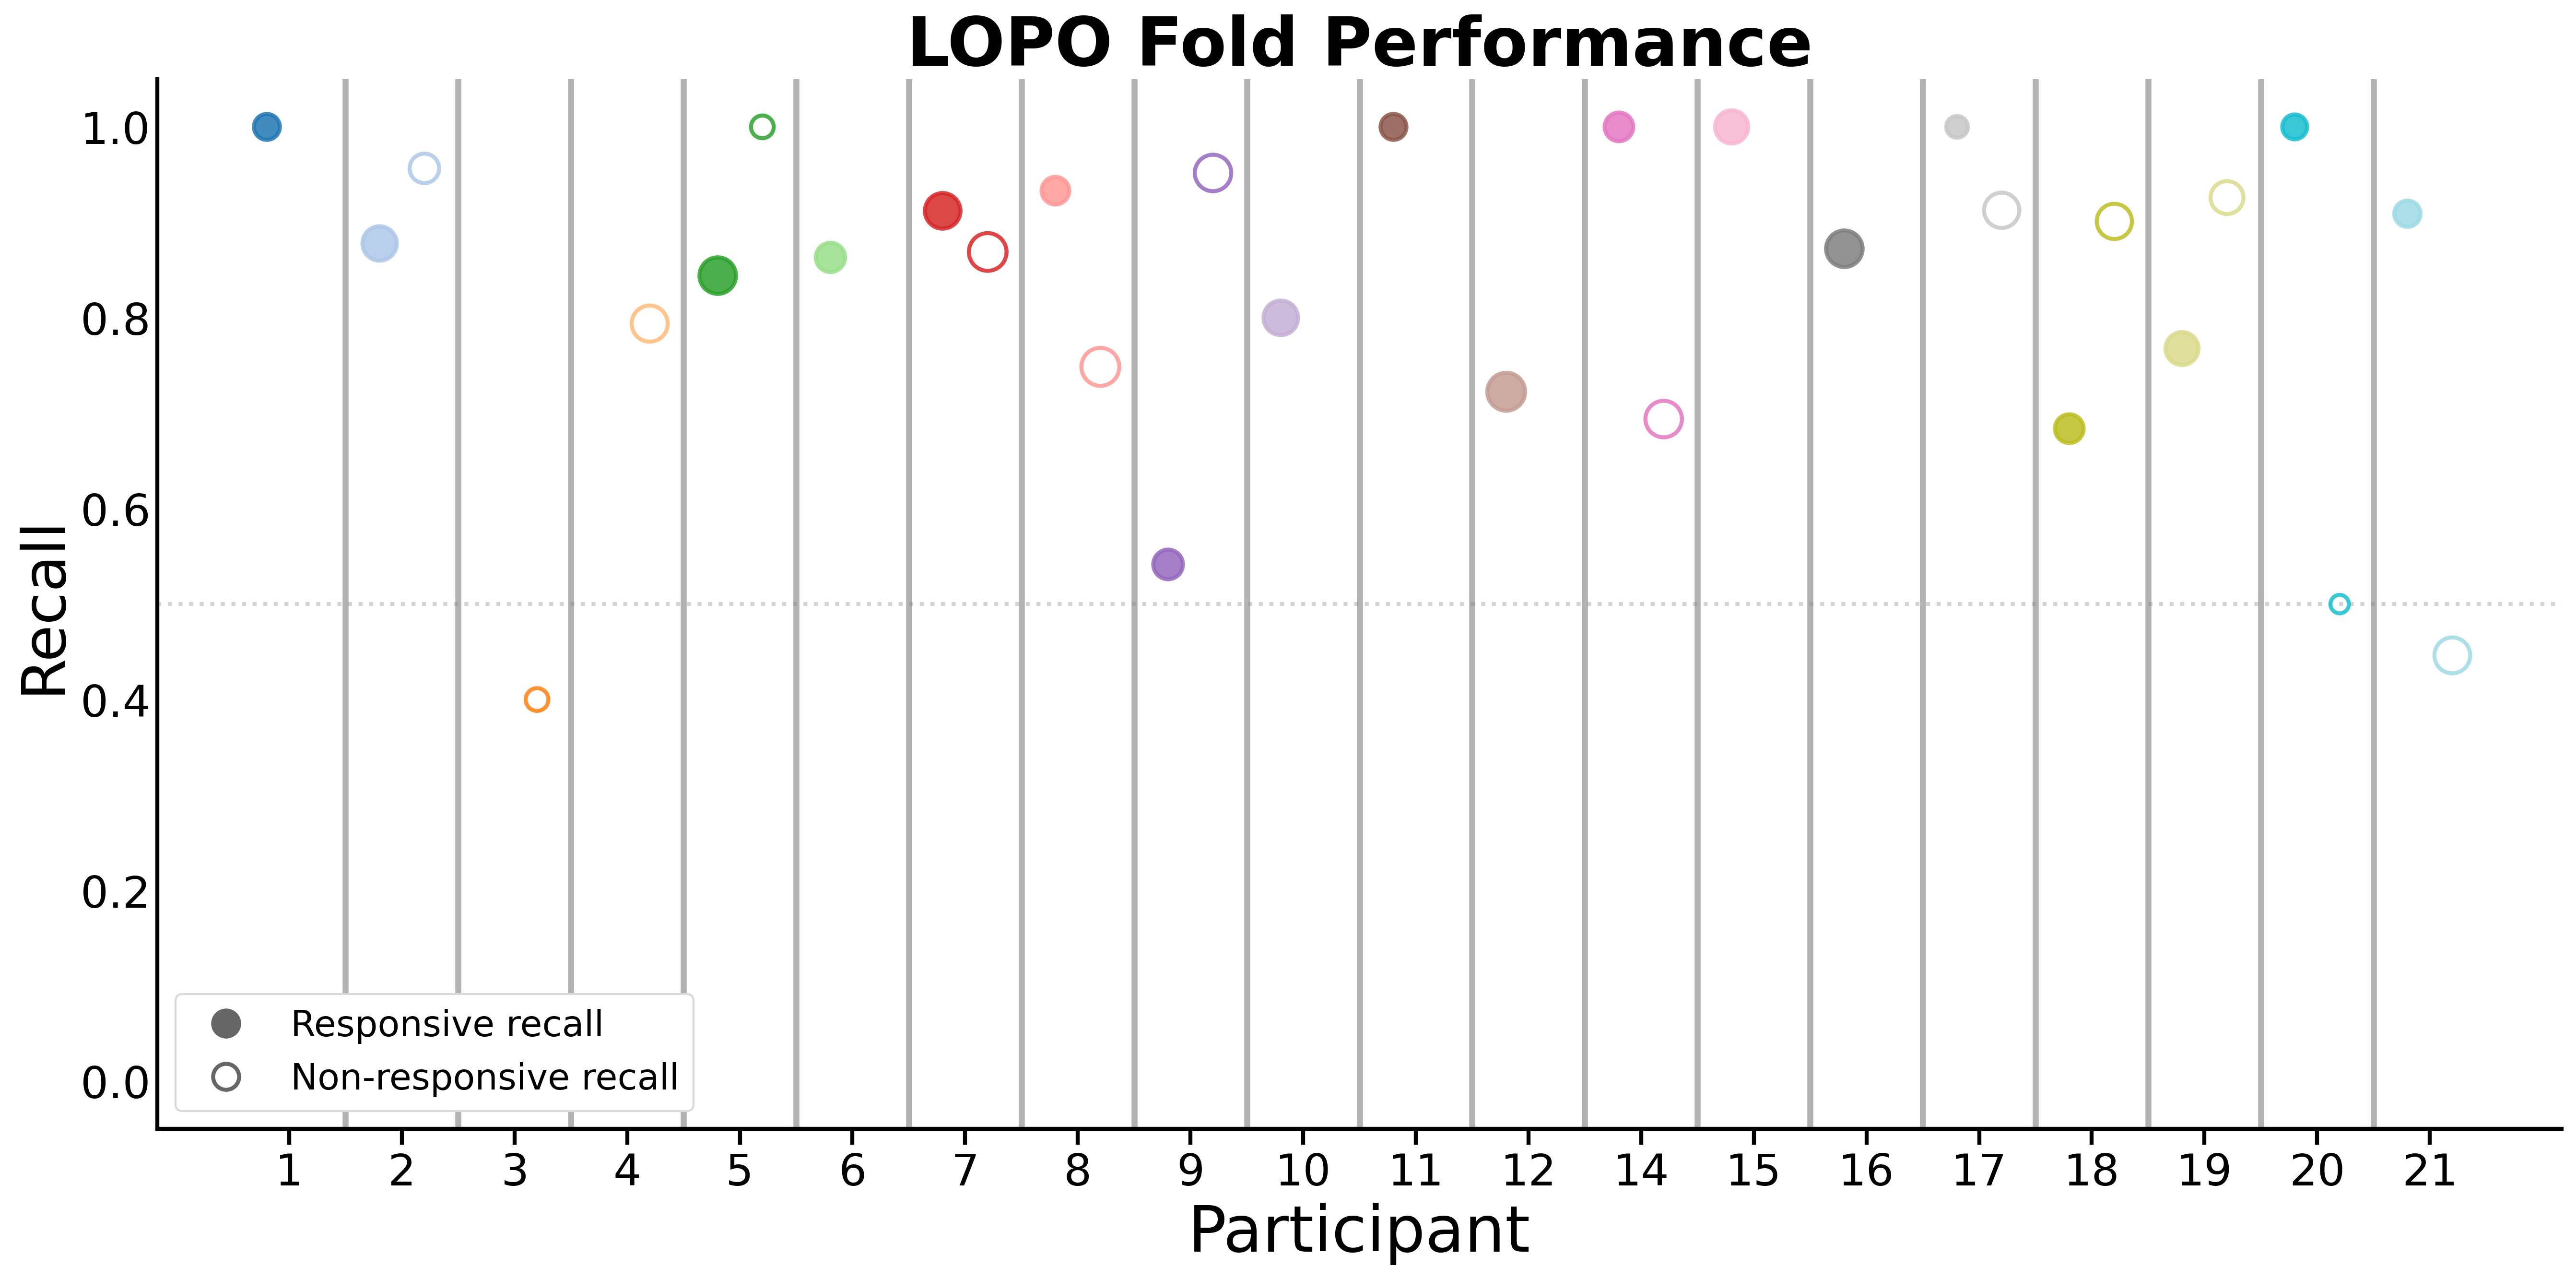 LOPO Fold Performance
1.0
0.8
0.6
0.4
0.2
0.0
Recall
Responsive recall
Non-responsive recall
1 2 3 4 5 6 7 8 9 10 11 12 14 15 16 17 18 19 20 21
Participant